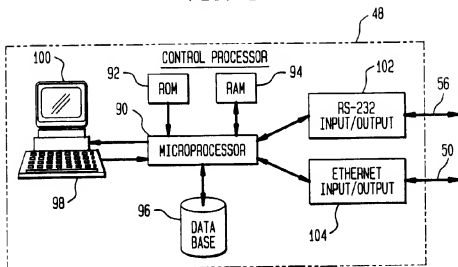 48
CONTROL PROCESSOR
100
92
ROM
RAM
94
102
90
RS-232
INPUT/OUTPUT
56
MICROPROCESSOR
98
96
DATA
BASE
ETHERNET
INPUT/OUTPUT
50
104